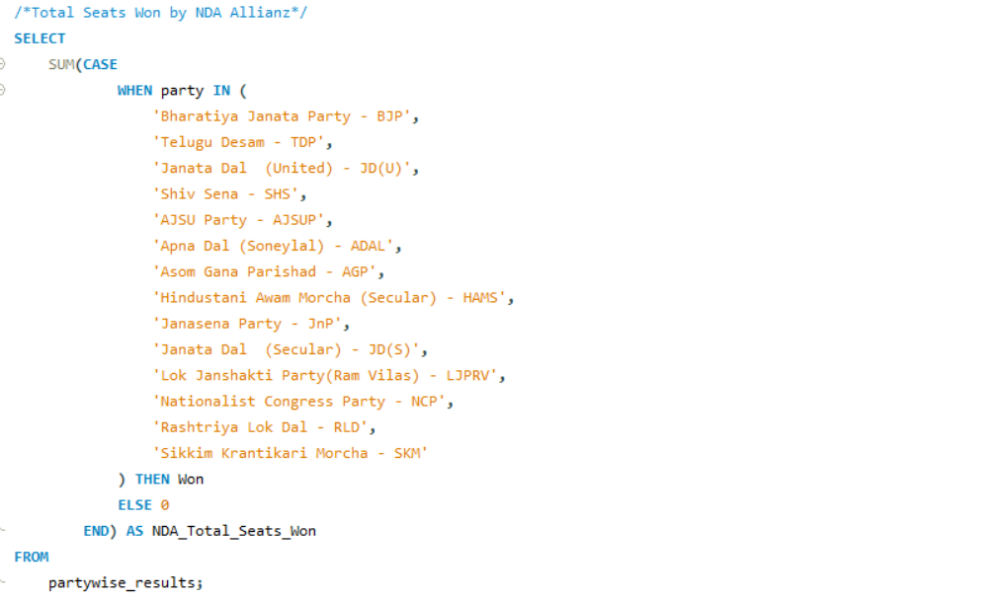 /*Total Seats Won by NDA Allianz*/
SELECT
SUM(CASE
WHEN party IN (
'Bharatiya Janata Party - BJP',
'Telugu Desam - TDP',
'Janata Dal  (United) - JD(U)',
'Shiv Sena - SHS',
'AJSU Party - AJSUP',
'Apna Dal (Soneylal) - ADAL',
'Asom Gana Parishad - AGP',
'Hindustani Awam Morcha (Secular) - HAMS',
'Janasena Party - JnP',
'Janata Dal  (Secular) - JD(S)',
'Lok Janshakti Party(Ram Vilas) - LJPRV',
'Nationalist Congress Party - NCP',
'Rashtriya Lok Dal - RLD',
'Sikkim Krantikari Morcha - SKM'
) THEN Won
ELSE 0
END) AS NDA_Total_Seats_Won
FROM
partywise_results;